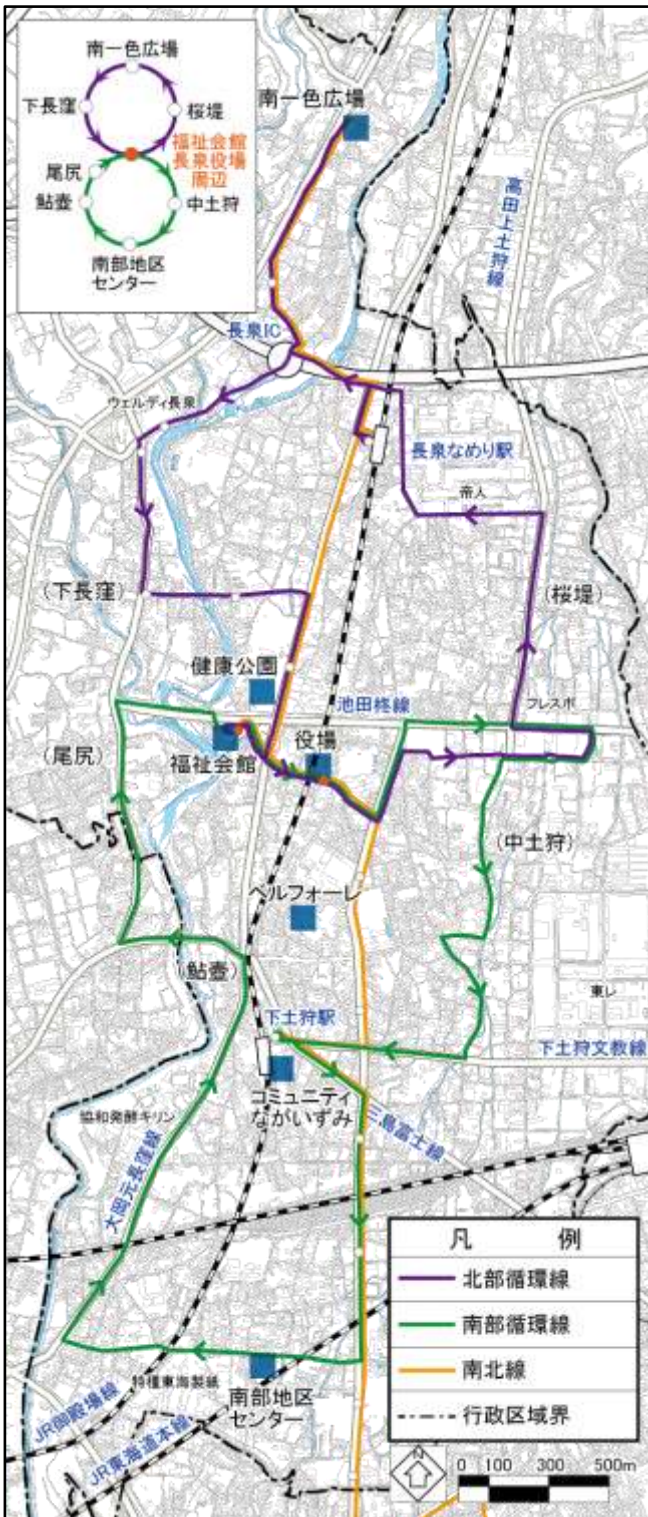 南一色広場
下長窪
桜堤
福祉会館
長泉役場
周辺
尾尻
鮎壷
中土狩
南部地区
センター
南一色広場
高田上土狩線
長泉IC
ウェルディ長泉
長泉なめり駅
帝人
(下長窪)
(桜堤)
健康公園
池田柊線
フレスポ
役場
(尾尻)
福祉会館
(中土狩)
ベルフォーレ
(鮎壷)
東レ
下土狩駅
下土狩文教線
コミュニティ
ながいずみ
協和発酵キリン
三島富士線
大岡元長窪線
凡 例
北部循環線
南部循環線
南北線
行政区域界
特種東海製紙
南部地区
センター
JR御殿場線
JR東海道本線
N
0 100 300 500m